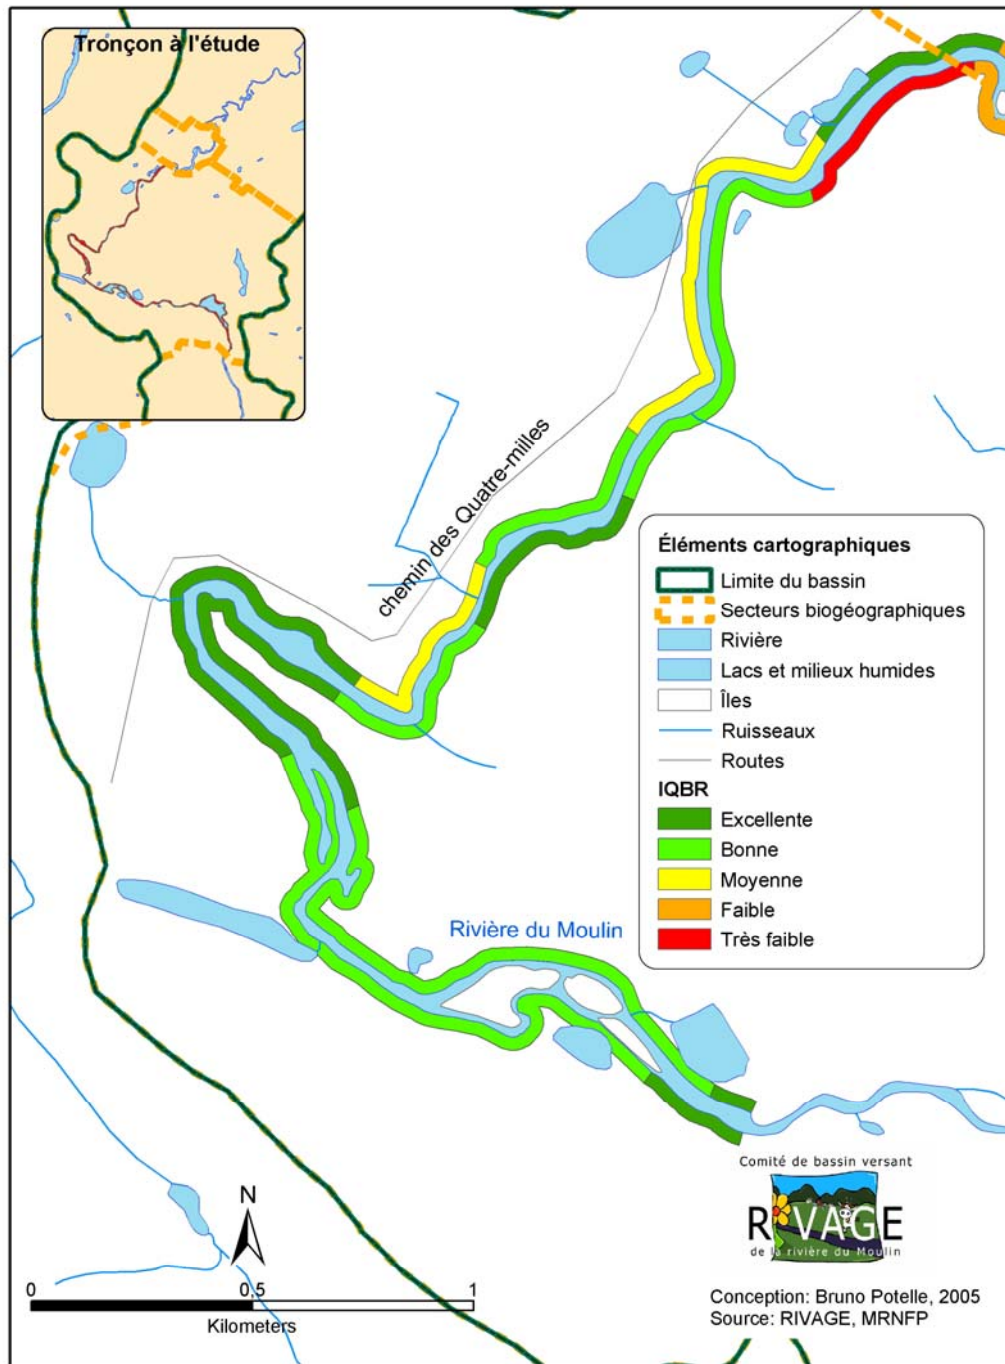 Tronçon à l'étude
chemin des Quatre-milles
Éléments cartographiques
Limite du bassin
Secteurs biogéographiques
Rivière
Lacs et milieux humides
Îles
Ruisseaux
Routes
IQBR
Excellente
Bonne
Moyenne
Faible
Très faible
Rivière du Moulin
Comité de bassin versant
RIVAGE
de la rivière du Moulin
N
0 0,5 1
Kilometers
Conception: Bruno Potelle, 2005
Source: RIVAGE, MRNFP